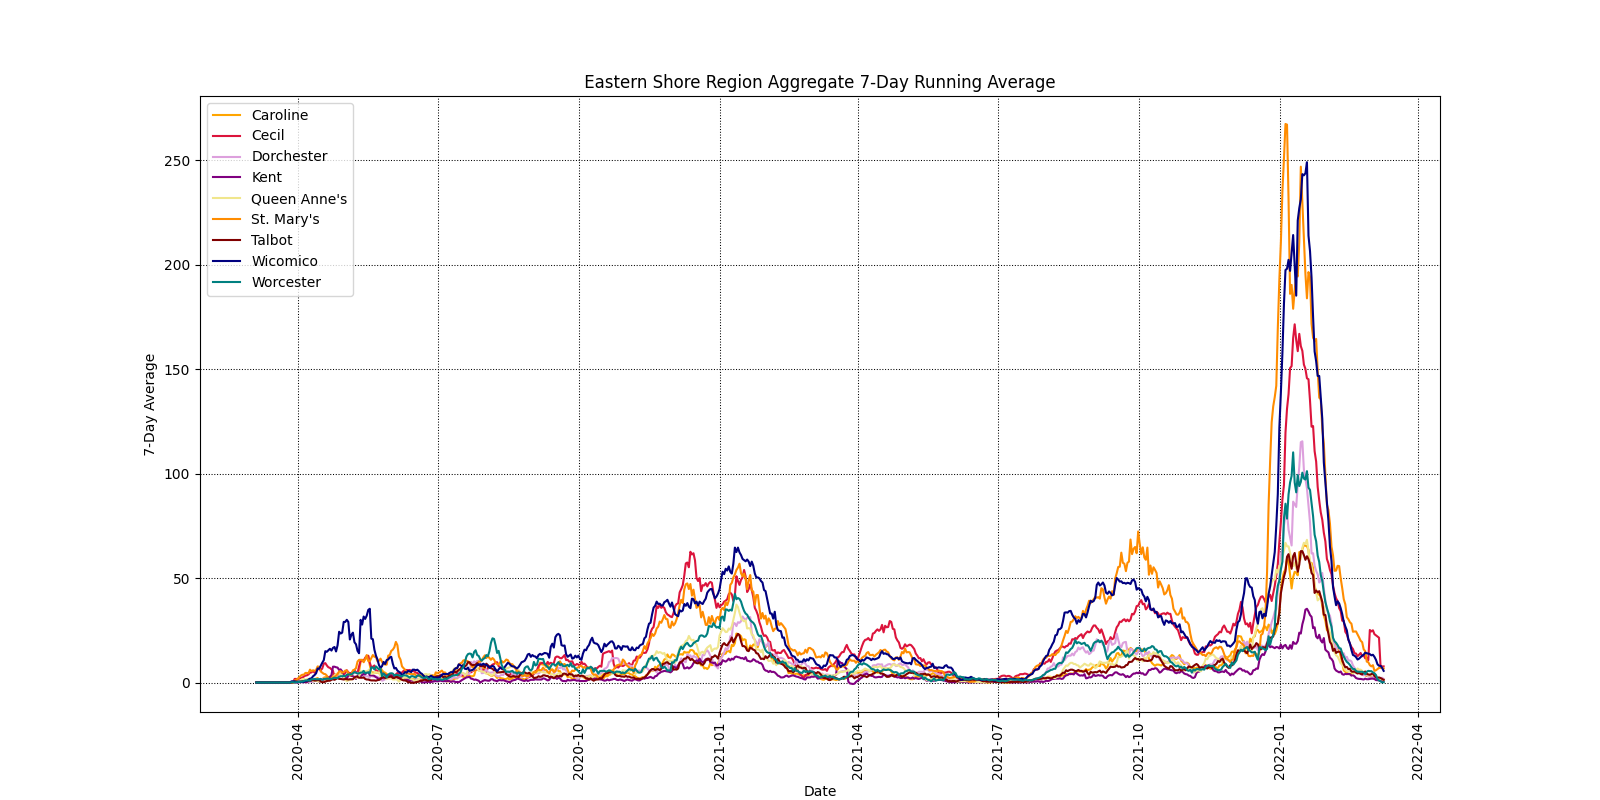 Eastern Shore Region Aggregate 7-Day Running Average
Caroline
Cecil
Dorchester
Kent
Queen Anne's
St. Mary's
Talbot
Wicomico
Worcester
250
200
150
100
50
0
7-Day Average
2020-04
2020-07
2020-10
2021-01
2021-04
2021-07
2021-10
2022-01
2022-04
Date